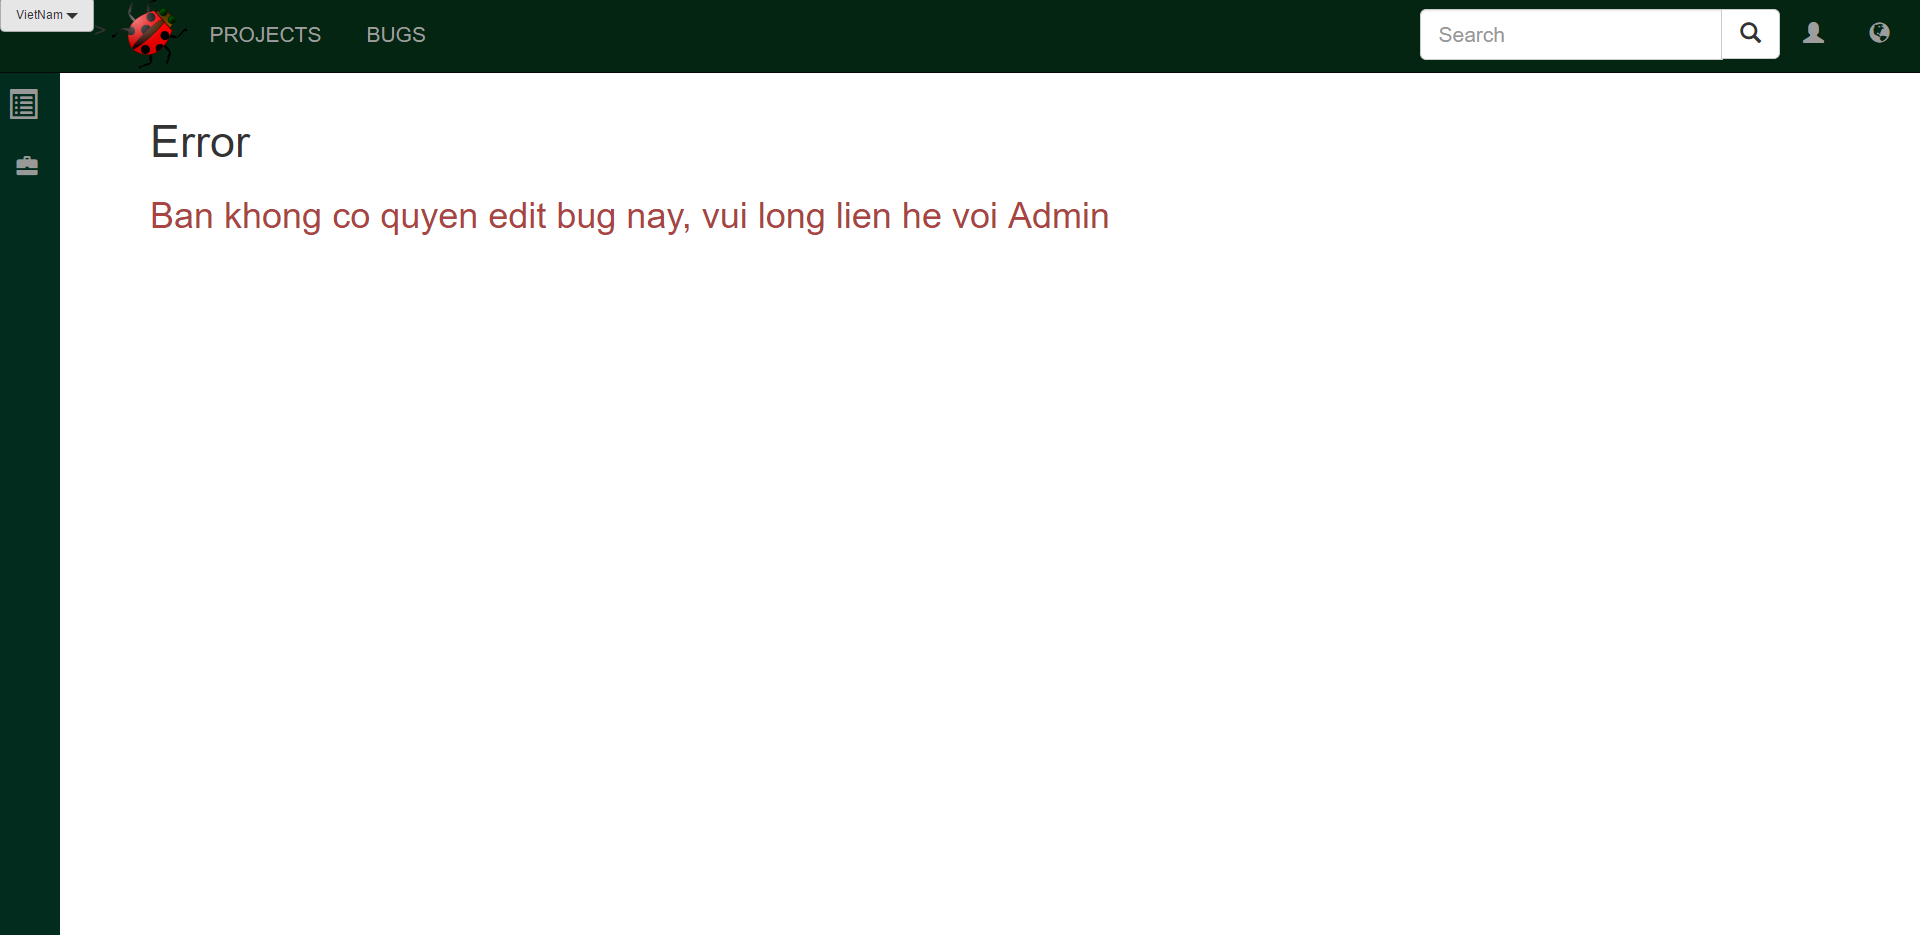 VietNam
>
PROJECTS
BUGS
Search
Error
Ban khong co quyen edit bug nay, vui long lien he voi Admin